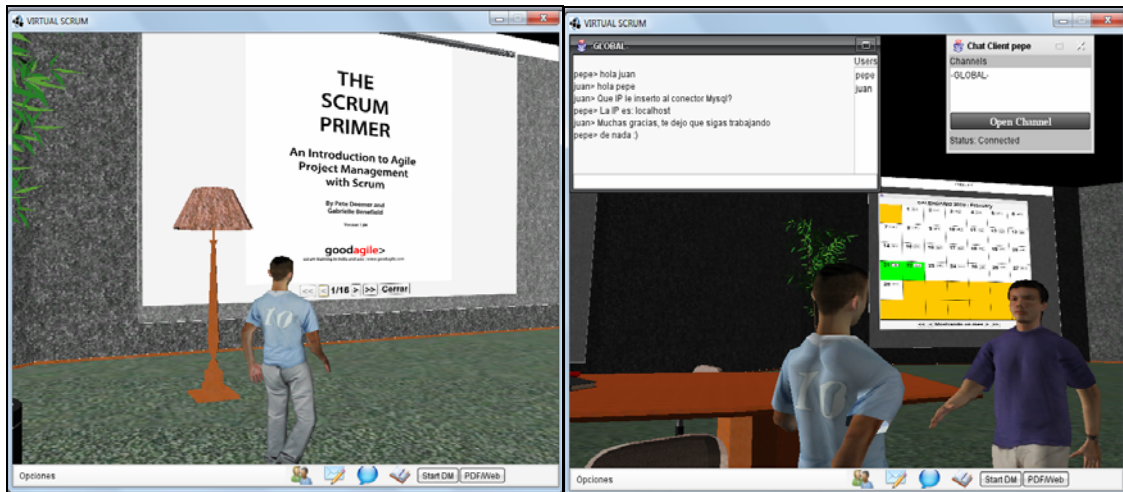 VIRTUAL SCRUM
THE
SCRUM
PRIMER
An Introduction to Agile
Project Management
with Scrum
By Pete Deemer and
Gabrielle Benefield
goodagile>
<< < 1/16 > >> Cerrar
10
Opciones
Start DM
PDF/Web
VIRTUAL SCRUM
-GLOBAL-
Users
pepe
juan
pepe> hola juan
juan> hola pepe
juan> Que IP le inserto al conector Mysql?
pepe> La IP es: localhost
juan> Muchas gracias, te dejo que sigas trabajando
pepe> de nada :)
Chat Client pepe
Channels
-GLOBAL-
Open Channel
Status: Connected
10
Opciones
Start DM
PDF/Web